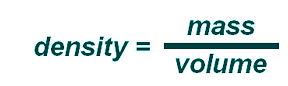 density = mass
volume